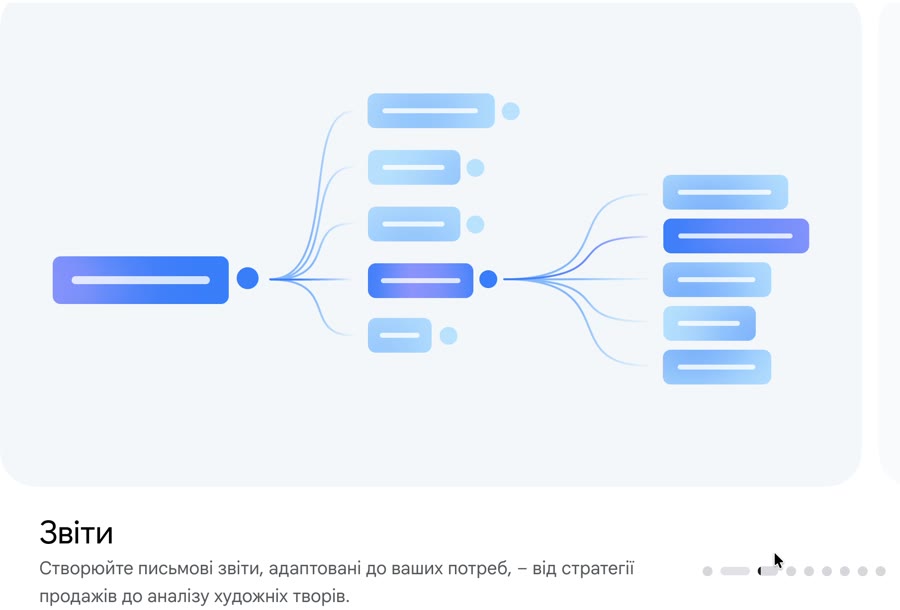 Звіти
Створюйте письмові звіти, адаптовані до ваших потреб, – від стратегії
продажів до аналізу художніх творів.